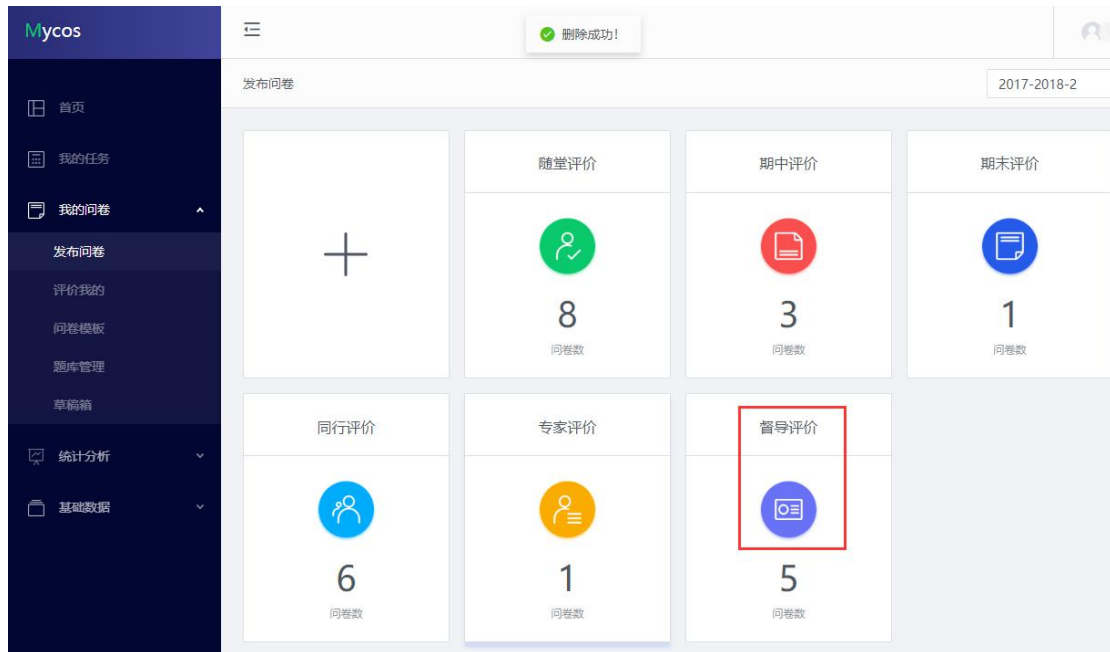 Mycos
删除成功!
发布问卷
2017-2018-2
首页
我的任务
我的问卷
发布问卷
评价我的
问卷模板
题库管理
草稿箱
统计分析
基础数据
随堂评价
8
问卷数
期中评价
3
问卷数
期末评价
1
问卷数
同行评价
6
问卷数
专家评价
1
问卷数
督导评价
5
问卷数